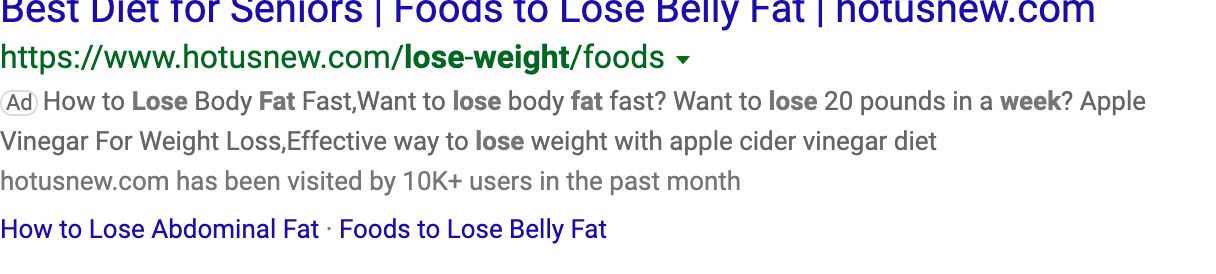 Best Diet for Seniors | Foods to Lose Belly Fat | hotusnew.com
https://www.hotusnew.com/lose-weight/foods
Ad How to Lose Body Fat Fast,Want to lose body fat fast? Want to lose 20 pounds in a week? Apple
Vinegar For Weight Loss,Effective way to lose weight with apple cider vinegar diet
hotusnew.com has been visited by 10K+ users in the past month
How to Lose Abdominal Fat · Foods to Lose Belly Fat